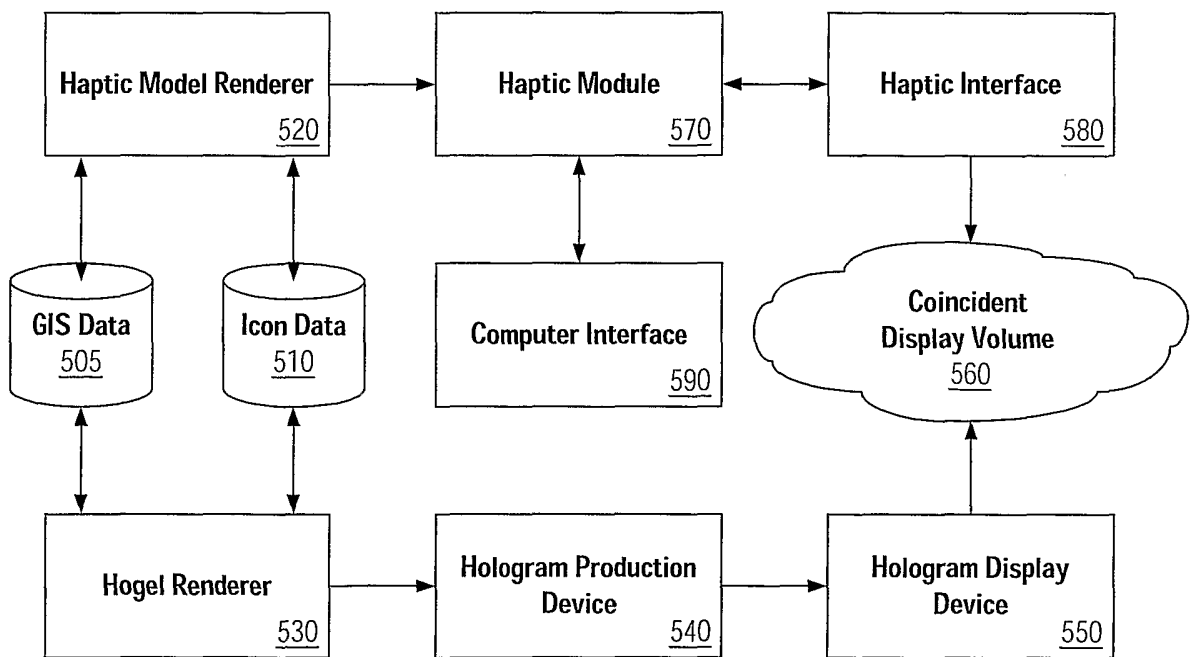 Haptic Model Renderer
520
Haptic Module
570
Haptic Interface
580
GIS Data
505
Icon Data
510
Computer Interface
590
Coincident
Display Volume
560
Hogel Renderer
530
Hologram Production
Device
540
Hologram Display
Device
550